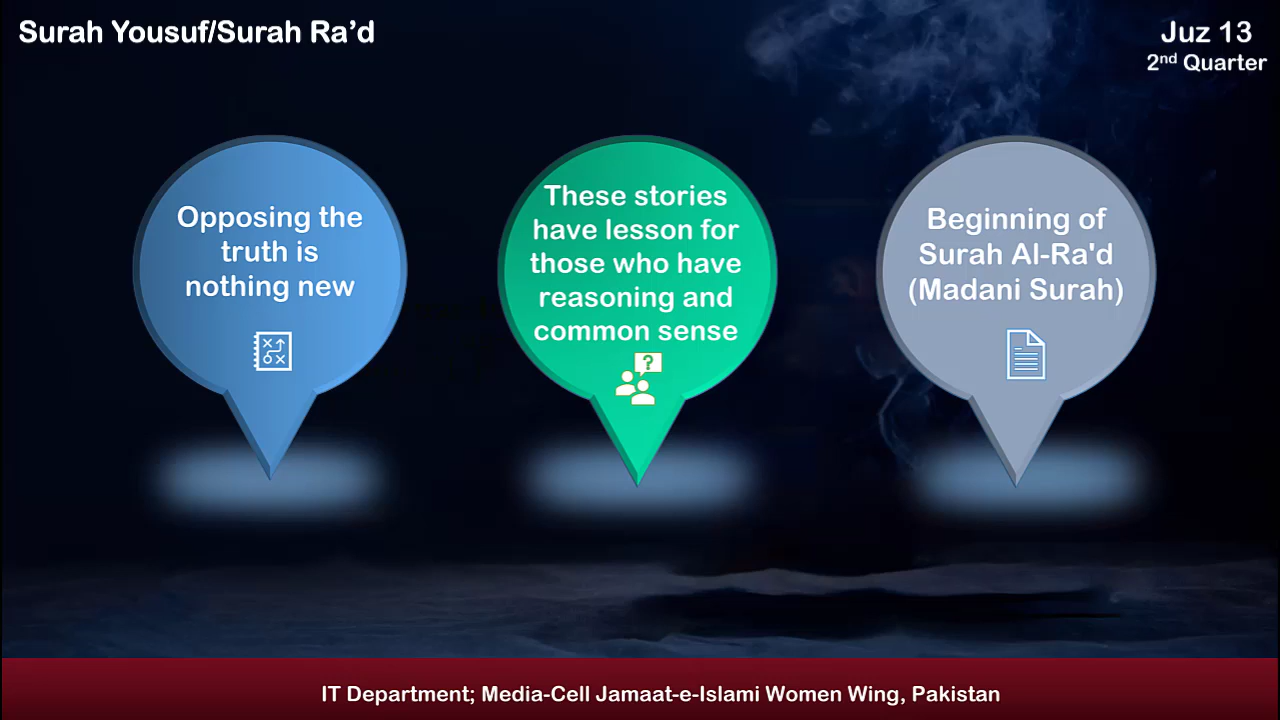 Surah Yousuf/Surah Ra’d
Juz 13
2nd Quarter
Opposing the
truth is
nothing new
These stories
have lesson for
those who have
reasoning and
common sense
?
Beginning of
Surah Al-Ra'd
(Madani Surah)
IT Department; Media-Cell Jamaat-e-Islami Women Wing, Pakistan